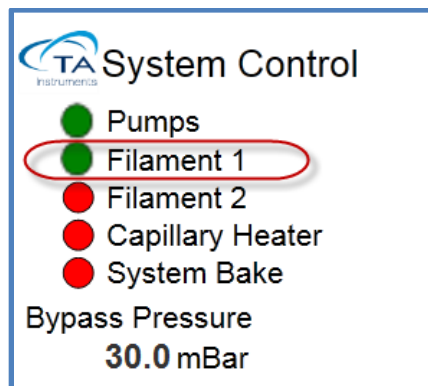 TA System Control
Instruments
Pumps
Filament 1
Filament 2
Capillary Heater
System Bake
Bypass Pressure
30.0 mBar